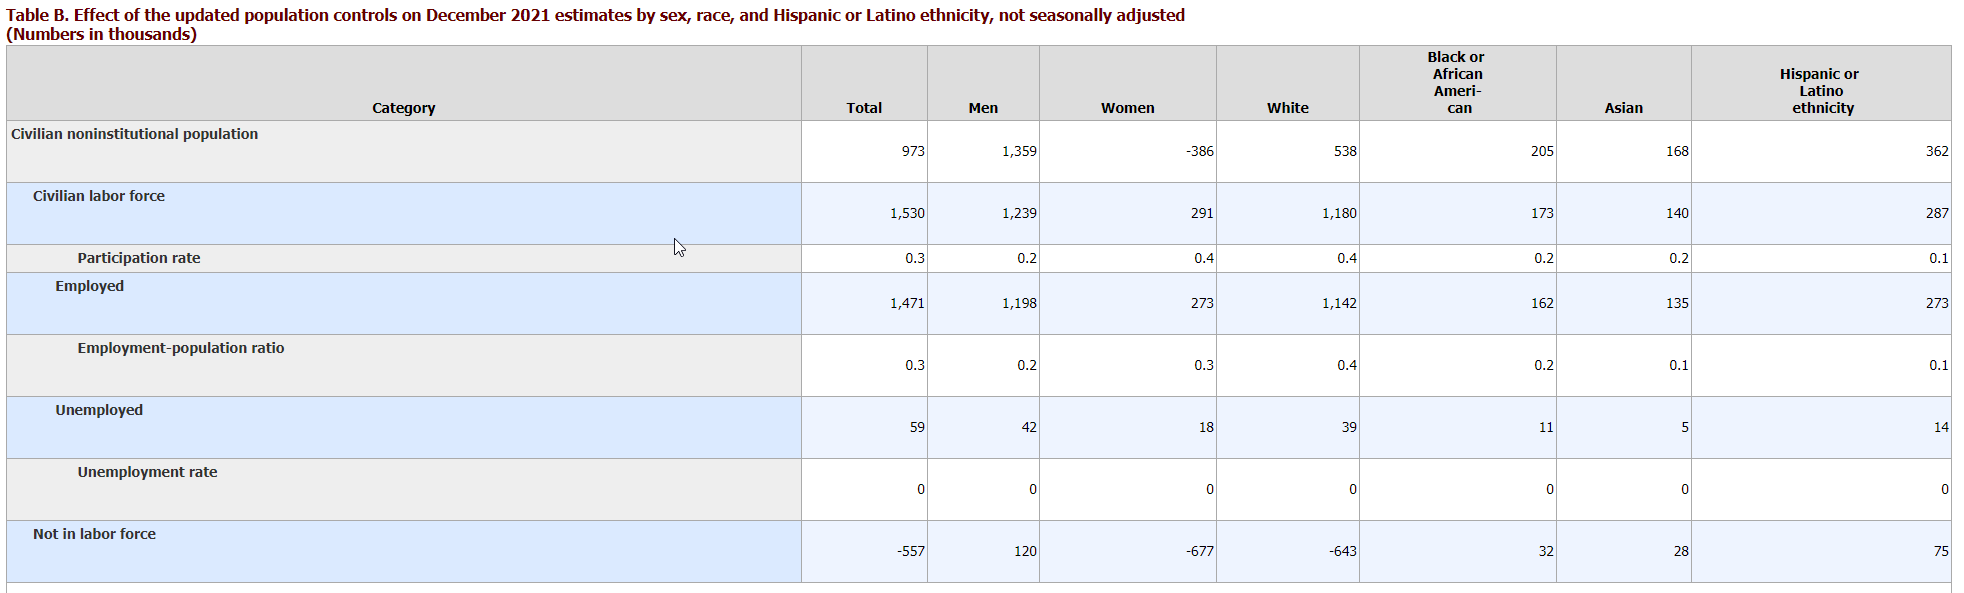 Table B. Effect of the updated population controls on December 2021 estimates by sex, race, and Hispanic or Latino ethnicity, not seasonally adjusted
(Numbers in thousands)
Category Total Men Women White Black or African Ameri-can Asian Hispanic or Latino ethnicity
Civilian noninstitutional population 973 1,359 -386 538 205 168 362
Civilian labor force 1,530 1,239 291 1,180 173 140 287
Participation rate 0.3 0.2 0.4 0.4 0.2 0.2 0.1
Employed 1,471 1,198 273 1,142 162 135 273
Employment-population ratio 0.3 0.2 0.3 0.4 0.2 0.1 0.1
Unemployed 59 42 18 39 11 5 14
Unemployment rate 0 0 0 0 0 0 0
Not in labor force -557 120 -677 -643 32 28 75